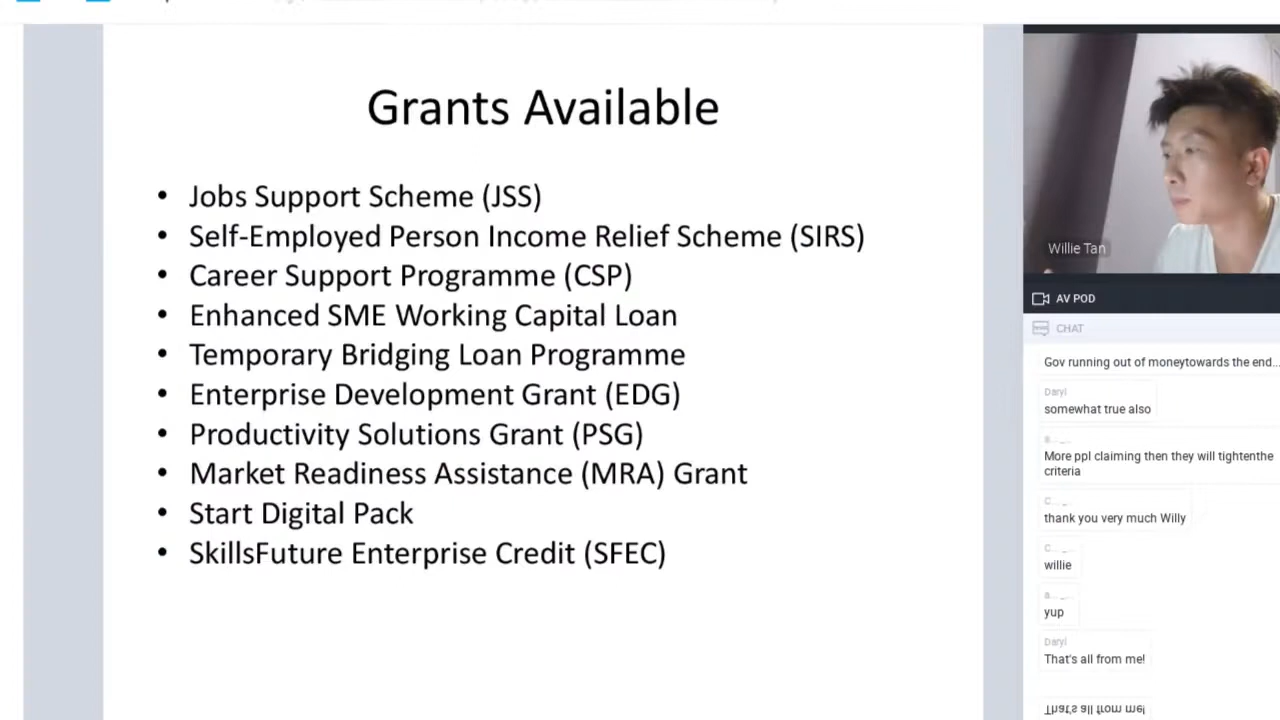 Grants Available
• Jobs Support Scheme (JSS)
• Self-Employed Person Income Relief Scheme (SIRS)
• Career Support Programme (CSP)
• Enhanced SME Working Capital Loan
• Temporary Bridging Loan Programme
• Enterprise Development Grant (EDG)
• Productivity Solutions Grant (PSG)
• Market Readiness Assistance (MRA) Grant
• Start Digital Pack
• SkillsFuture Enterprise Credit (SFEC)
Willie Tan
AV POD
CHAT
Gov running out of moneytowards the end...
Daryl
somewhat true also
More ppl claiming then they will tightenthe
criteria
thank you very much Willy
willie
yup
Daryl
That's all from me!
That's all from me!